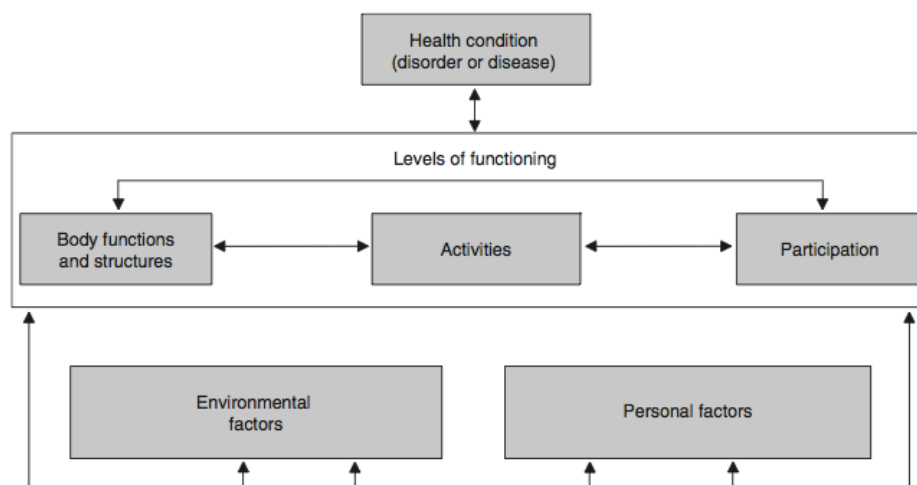 Health condition
(disorder or disease)
Levels of functioning
Body functions
and structures
Activities
Participation
Environmental
factors
Personal factors